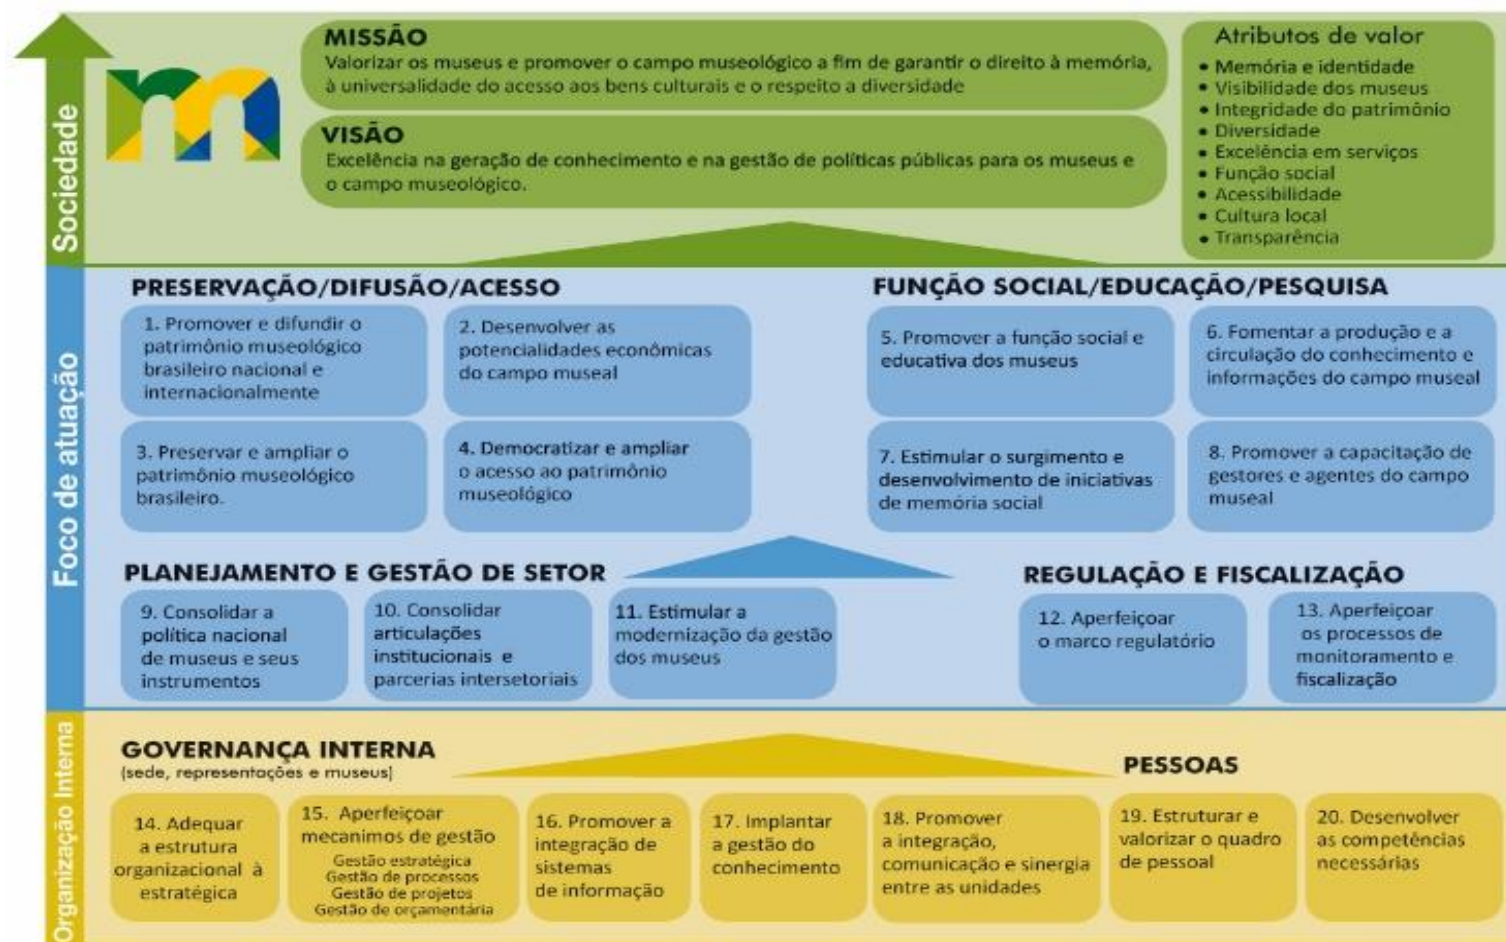 Sociedade
MISSÃO
Valorizar os museus e promover o campo museológico a fim de garantir o direito à memória,
à universalidade do acesso aos bens culturais e o respeito a diversidade
VISÃO
Excelência na geração de conhecimento e na gestão de políticas públicas para os museus e
o campo museológico.
Atributos de valor
• Memória e identidade
• Visibilidade dos museus
• Integridade do patrimônio
• Diversidade
• Excelência em serviços
• Função social
• Acessibilidade
• Cultura local
• Transparência
Foco de atuação
PRESERVAÇÃO/DIFUSÃO/ACESSO
1. Promover e difundir o
patrimônio museológico
brasileiro nacional e
internacionalmente
2. Desenvolver as
potencialidades econômicas
do campo museal
3. Preservar e ampliar o
patrimônio museológico
brasileiro.
4. Democratizar e ampliar
o acesso ao patrimônio
museológico
FUNÇÃO SOCIAL/EDUCAÇÃO/PESQUISA
5. Promover a função social e
educativa dos museus
6. Fomentar a produção e a
circulação do conhecimento e
informações do campo museal
7. Estimular o surgimento e
desenvolvimento de iniciativas
de memória social
8. Promover a capacitação de
gestores e agentes do campo
museal
PLANEJAMENTO E GESTÃO DE SETOR
9. Consolidar a
política nacional
de museus e seus
instrumentos
10. Consolidar
articulações
institucionais e
parcerias intersetoriais
11. Estimular a
modernização da gestão
dos museus
REGULAÇÃO E FISCALIZAÇÃO
12. Aperfeiçoar
o marco regulatório
13. Aperfeiçoar
os processos de
monitoramento e
fiscalização
Organização Interna
GOVERNANÇA INTERNA
(sede, representações e museus)
14. Adequar
a estrutura
organizacional à
estratégica
15. Aperfeiçoar
mecanimos de gestão
Gestão estratégica
Gestão de processos
Gestão de projetos
Gestão de orçamentária
16. Promover a
integração de
sistemas
de informação
17. Implantar
a gestão do
conhecimento
18. Promover
a integração,
comunicação e sinergia
entre as unidades
PESSOAS
19. Estruturar e
valorizar o quadro
de pessoal
20. Desenvolver
as competências
necessárias